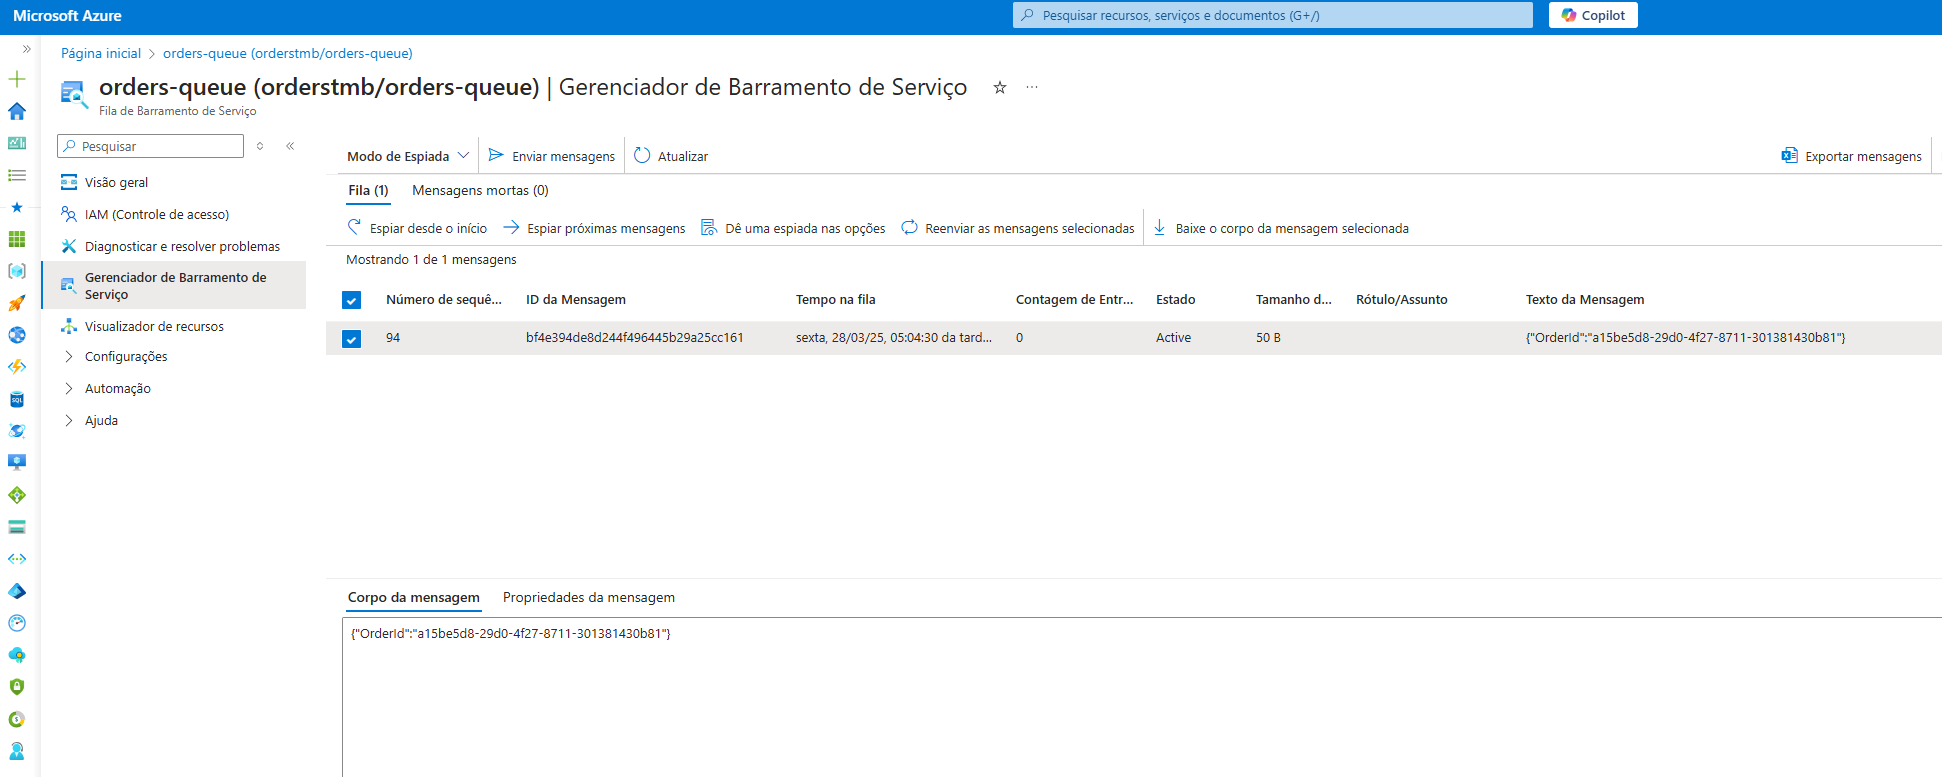 Microsoft Azure
Pesquisar recursos, serviços e documentos (G+/)
Copilot
Página inicial > orders-queue (orderstmb/orders-queue)
orders-queue (orderstmb/orders-queue) | Gerenciador de Barramento de Serviço
Fila de Barramento de Serviço
Pesquisar
Visão geral
IAM (Controle de acesso)
Diagnosticar e resolver problemas
Gerenciador de Barramento de
Serviço
Visualizador de recursos
Configurações
Automação
Ajuda
Modo de Espiada
Enviar mensagens
Atualizar
Exportar mensagens
Fila (1)
Mensagens mortas (0)
Espiar desde o início
Espiar próximas mensagens
Dê uma espiada nas opções
Reenviar as mensagens selecionadas
Baixe o corpo da mensagem selecionada
Mostrando 1 de 1 mensagens
Número de sequê... ID da Mensagem Tempo na fila Contagem de Entr... Estado Tamanho d... Rótulo/Assunto Texto da Mensagem
94 bf4e394de8d244f496445b29a25cc161 sexta, 28/03/25, 05:04:30 da tard... 0 Active 50 B {"OrderId":"a15be5d8-29d0-4f27-8711-301381430b81"}
Corpo da mensagem
Propriedades da mensagem
{"OrderId":"a15be5d8-29d0-4f27-8711-301381430b81"}